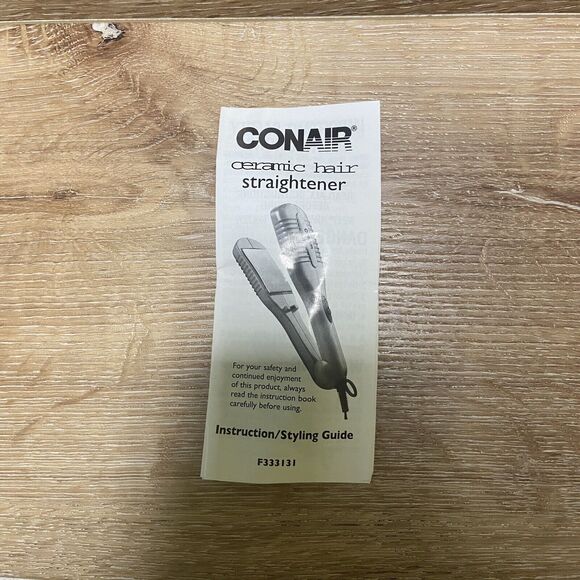 CONAIR®
ceramic hair
straightener
For your safety and
continued enjoyment
of this product, always
read the instruction book
carefully before using.
Instruction/Styling Guide
F333131